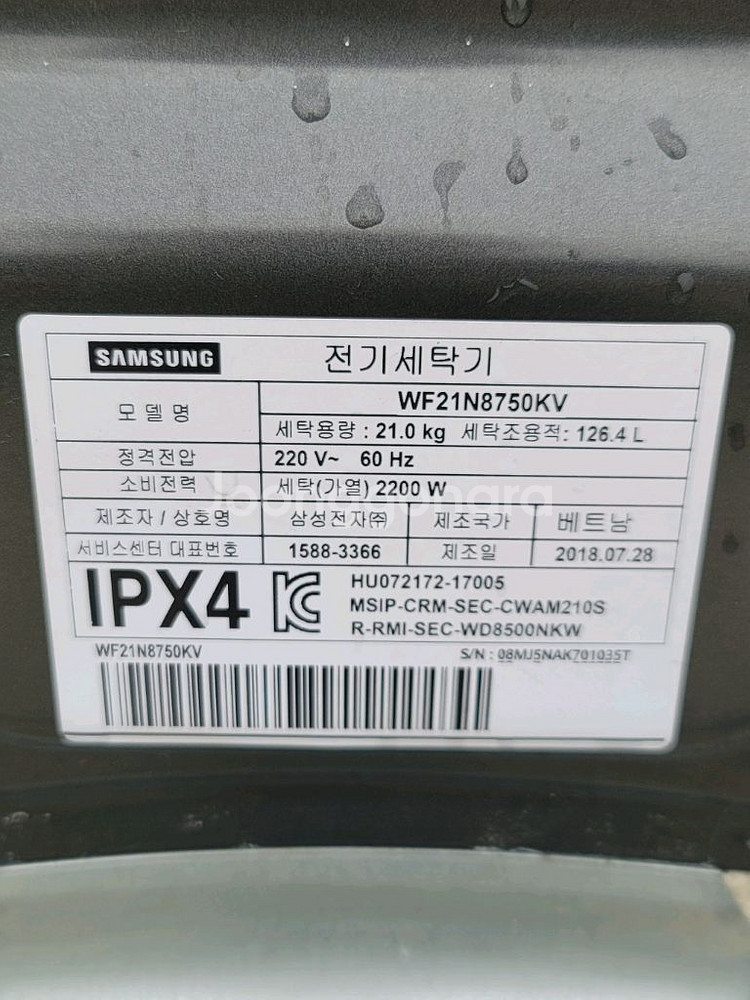 SAMSUNG 전기세탁기
모델명 WF21N8750KV
세탁용량 : 21.0 kg 세탁조용적: 126.4 L
정격전압 220 V~ 60 Hz
소비전력 세탁(가열) 2200 W
제조자 / 상호명 삼성전자㈜ 제조국가 베트남
서비스센터 대표번호 1588-3366 제조일 2018.07.28
IPX4 HU072172-17005
MSIP-CRM-SEC-CWAM210S
R-RMI-SEC-WD8500NKW
WF21N8750KV S/N : 08MJ5NAK701035T